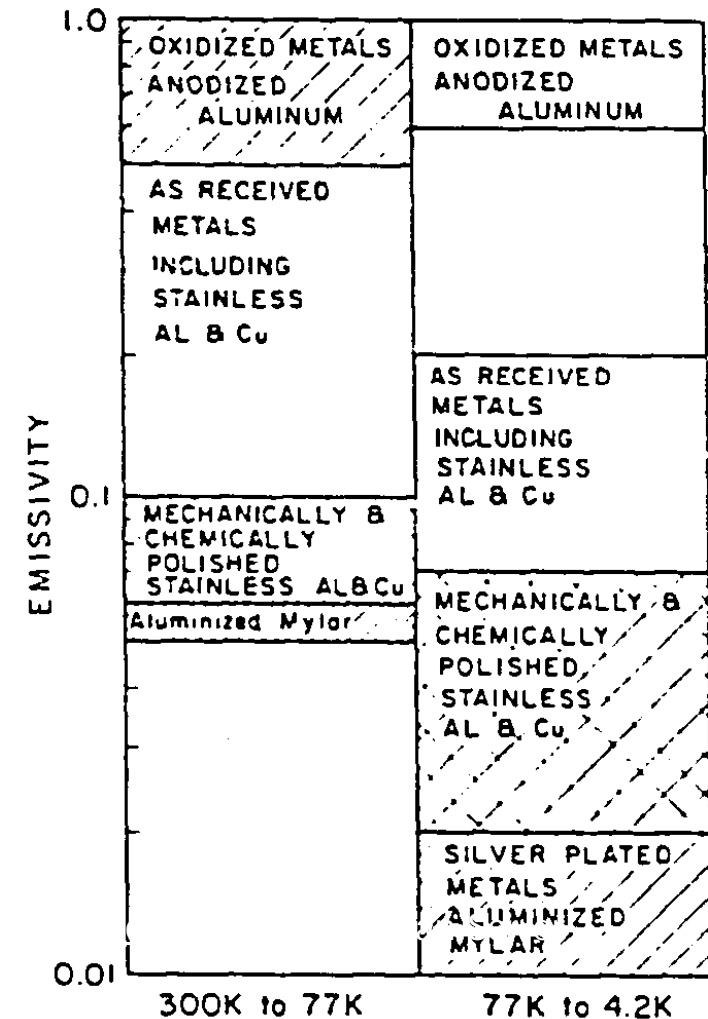 1.0
OXIDIZED METALS
ANODIZED
ALUMINUM
AS RECEIVED
METALS
INCLUDING
STAINLESS
AL & Cu
0.1
MECHANICALLY &
CHEMICALLY
POLISHED
STAINLESS AL&Cu
Aluminized Mylar
0.01
EMISSIVITY
300K to 77K
OXIDIZED METALS
ANODIZED
ALUMINUM
AS RECEIVED
METALS
INCLUDING
STAINLESS
AL & Cu
MECHANICALLY &
CHEMICALLY
POLISHED
STAINLESS
AL & Cu
SILVER PLATED
METALS
ALUMINIZED
MYLAR
77K to 4.2K